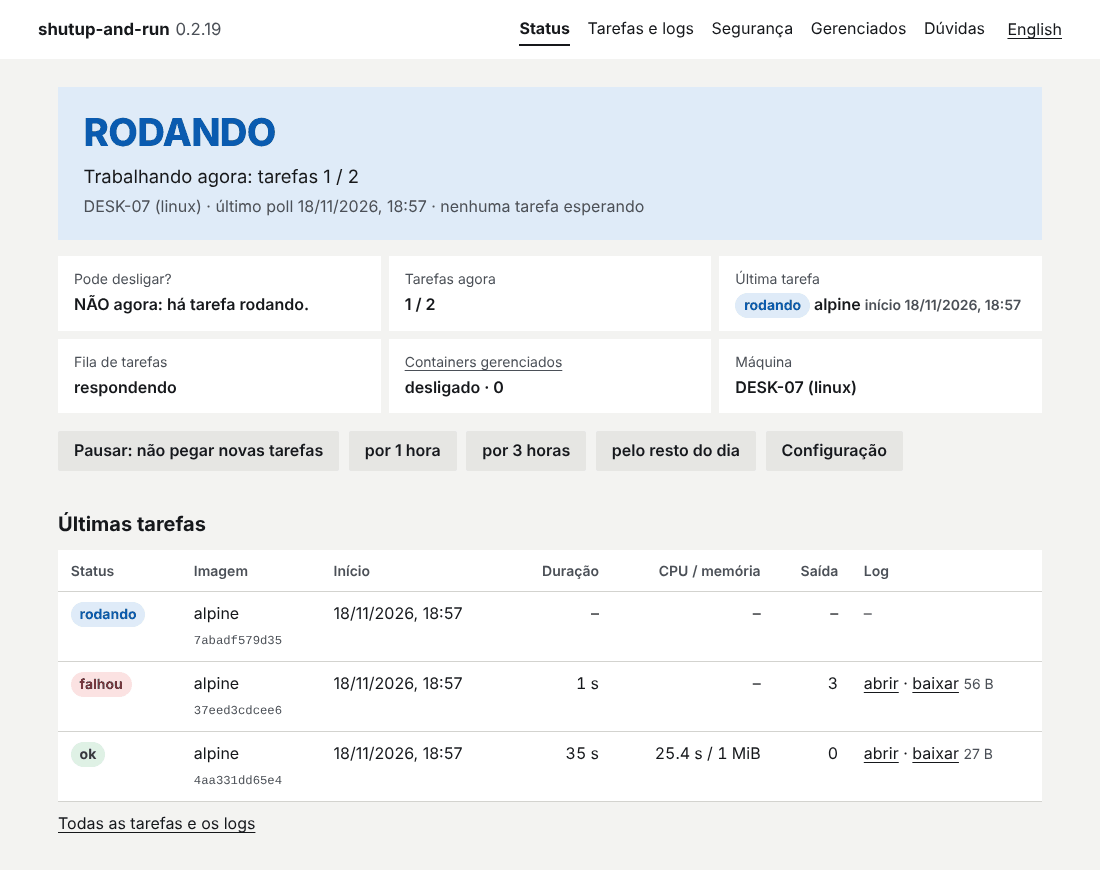 shutup-and-run 0.2.19
Status Tarefas e logs Segurança Gerenciados Dúvidas English
RODANDO
Trabalhando agora: tarefas 1 / 2
DESK-07 (linux) · último poll 18/11/2026, 18:57 · nenhuma tarefa esperando
Pode desligar?
NÃO agora: há tarefa rodando.
Tarefas agora
1 / 2
Última tarefa
rodando alpine início 18/11/2026, 18:57
Fila de tarefas
respondendo
Containers gerenciados
desligado · 0
Máquina
DESK-07 (linux)
Pausar: não pegar novas tarefas por 1 hora por 3 horas pelo resto do dia Configuração
Últimas tarefas
Status Imagem Início Duração CPU / memória Saída Log
rodando alpine 18/11/2026, 18:57 – – – –
7abadf579d35
falhou alpine 18/11/2026, 18:57 1 s – 3 abrir · baixar 56 B
37eed3cdcee6
ok alpine 18/11/2026, 18:57 35 s 25.4 s / 1 MiB 0 abrir · baixar 27 B
4aa331dd65e4
Todas as tarefas e os logs